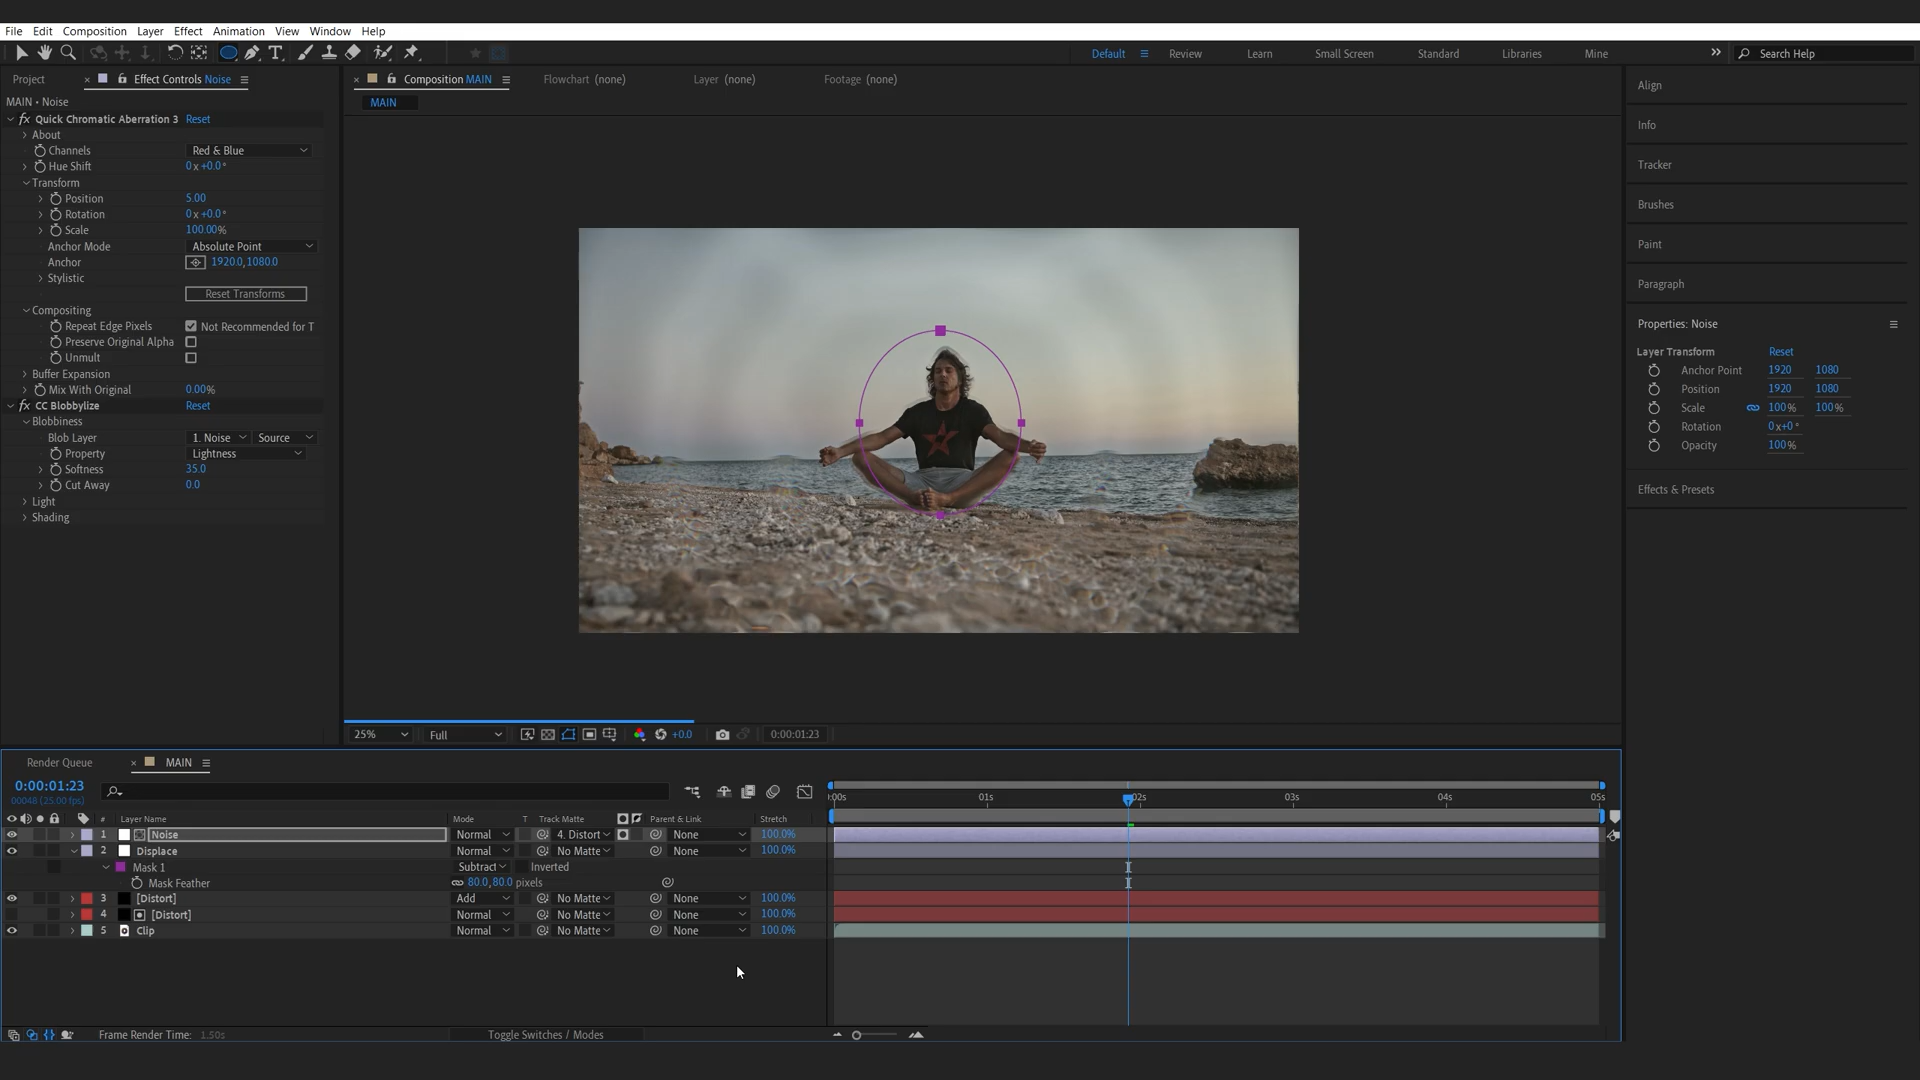 File Edit Composition Layer Effect Animation View Window Help
Default Review Learn Small Screen Standard Libraries Mine Search Help
Project Effect Controls Noise
Composition MAIN Flowchart (none) Layer (none) Footage (none)
MAIN
MAIN • Noise
Quick Chromatic Aberration 3 Reset
About
Channels Red & Blue
Hue Shift 0x+0.0°
Transform
Position 5.00
Rotation 0x+0.0°
Scale 100.00%
Anchor Mode Absolute Point
Anchor 1920.0,1080.0
Stylistic
Reset Transforms
Compositing
Repeat Edge Pixels Not Recommended for T
Preserve Original Alpha
Unmult
Buffer Expansion
Mix With Original 0.00%
CC Blobbylize Reset
Blobbiness
Blob Layer 1. Noise Source
Property Lightness
Softness 35.0
Cut Away 0.0
Light
Shading
Align
Info
Tracker
Brushes
Paint
Paragraph
Properties: Noise
Layer Transform Reset
Anchor Point 1920 1080
Position 1920 1080
Scale 100% 100%
Rotation 0x+0°
Opacity 100%
Effects & Presets
25% Full +0.0 0:00:01:23
Render Queue MAIN
0:00:01:23
00048 (25.00 fps)
:00s 01s 02s 03s 04s 05s
# Layer Name Mode T Track Matte Parent & Link Stretch
1 Noise Normal 4. Distort None 100.0%
2 Displace Normal No Matte None 100.0%
Mask 1 Subtract Inverted
Mask Feather 80.0,80.0 pixels
3 [Distort] Add No Matte None 100.0%
4 [Distort] Normal No Matte None 100.0%
5 Clip Normal No Matte None 100.0%
Frame Render Time: 1.50s Toggle Switches / Modes